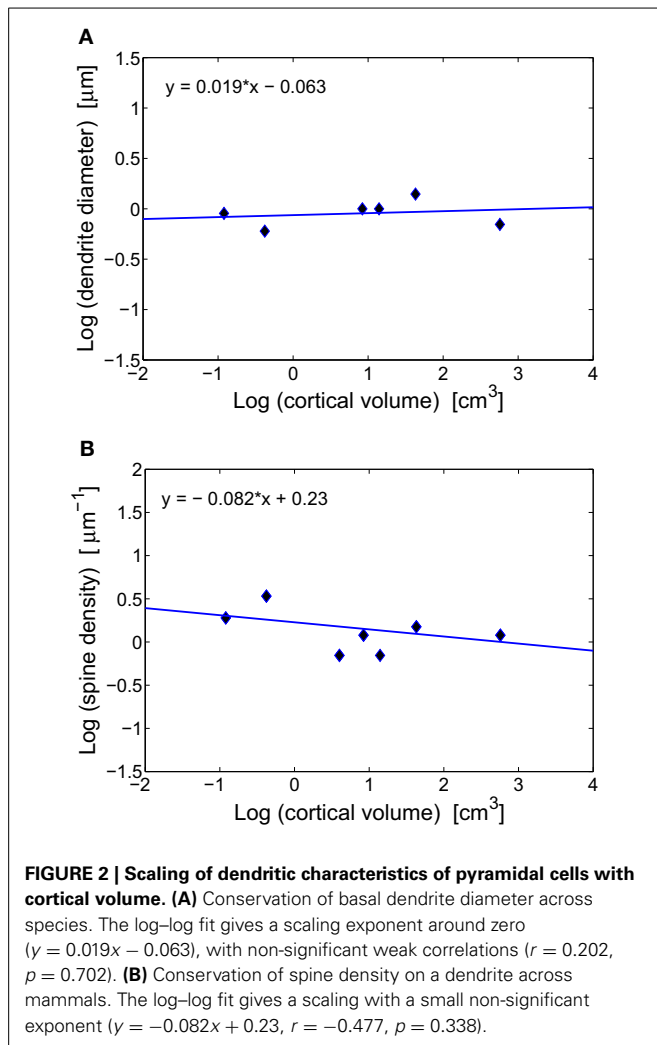 A
y = 0.019*x − 0.063
Log (dendrite diameter) [μm]
1.5
1
0.5
0
−0.5
−1
−1.5
−2 −1 0 1 2 3 4
Log (cortical volume) [cm³]
B
y = − 0.082*x + 0.23
Log (spine density) [μm⁻¹]
2
1.5
1
0.5
0
−0.5
−1
−1.5
−2 −1 0 1 2 3 4
Log (cortical volume) [cm³]
FIGURE 2 | Scaling of dendritic characteristics of pyramidal cells with
cortical volume. (A) Conservation of basal dendrite diameter across
species. The log–log fit gives a scaling exponent around zero
(y = 0.019x − 0.063), with non-significant weak correlations (r = 0.202,
p = 0.702). (B) Conservation of spine density on a dendrite across
mammals. The log–log fit gives a scaling with a small non-significant
exponent (y = −0.082x + 0.23, r = −0.477, p = 0.338).